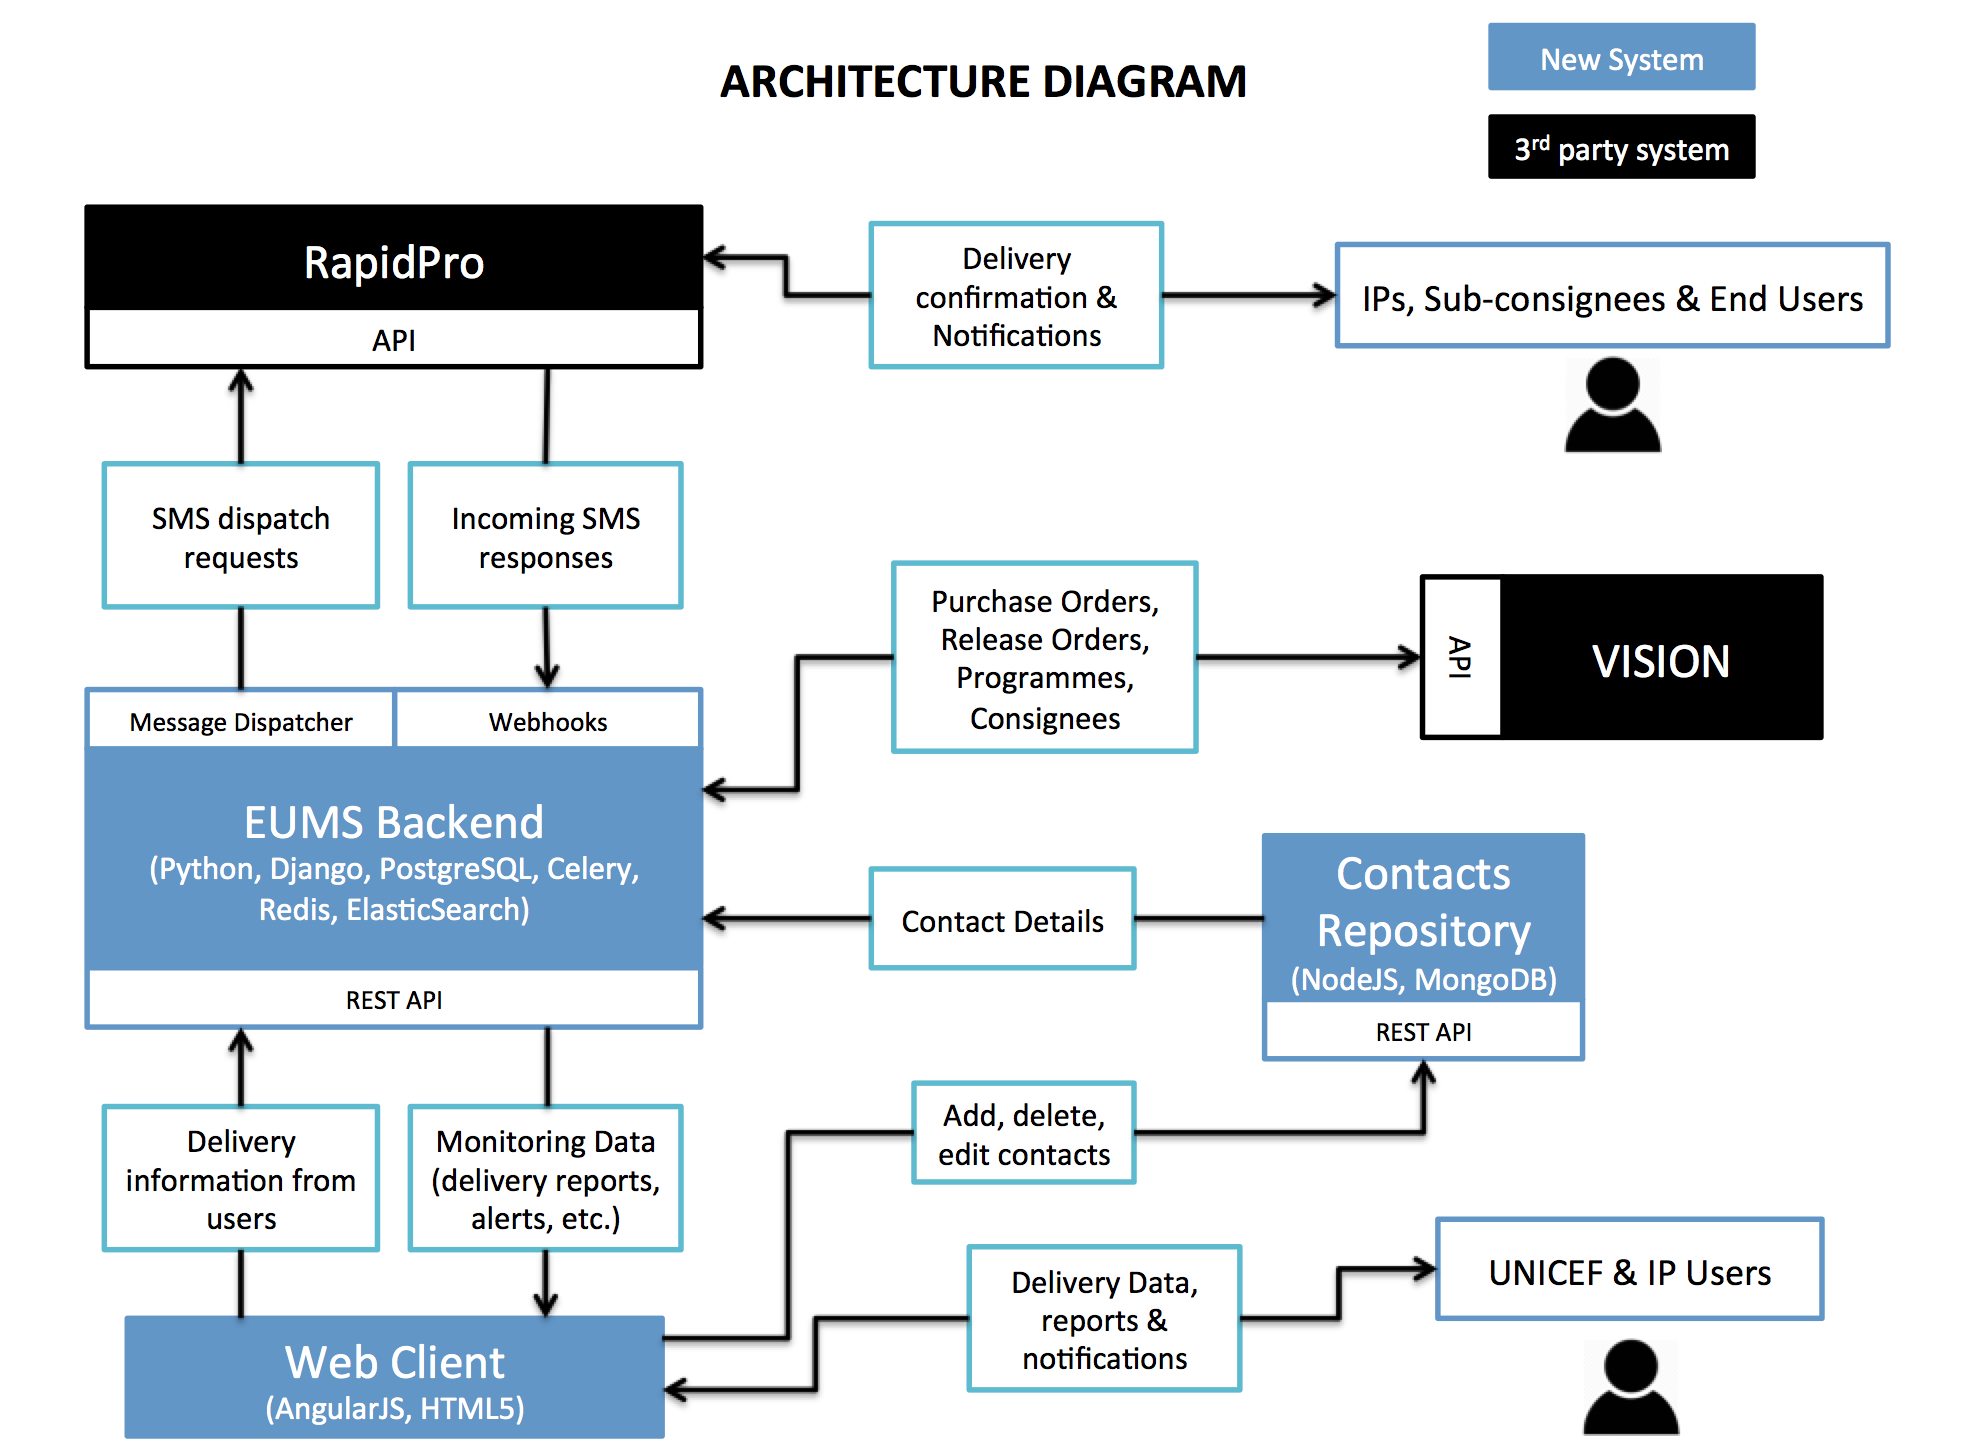 ARCHITECTURE DIAGRAM
New System
3rd party system
RapidPro
API
Delivery
confirmation &
Notifications
IPs, Sub-consignees & End Users
SMS dispatch
requests
Incoming SMS
responses
Purchase Orders,
Release Orders,
Programmes,
Consignees
API
VISION
Message Dispatcher
Webhooks
EUMS Backend
(Python, Django, PostgreSQL, Celery,
Redis, ElasticSearch)
REST API
Contact Details
Contacts
Repository
(NodeJS, MongoDB)
REST API
Delivery
information from
users
Monitoring Data
(delivery reports,
alerts, etc.)
Add, delete,
edit contacts
Delivery Data,
reports &
notifications
UNICEF & IP Users
Web Client
(AngularJS, HTML5)